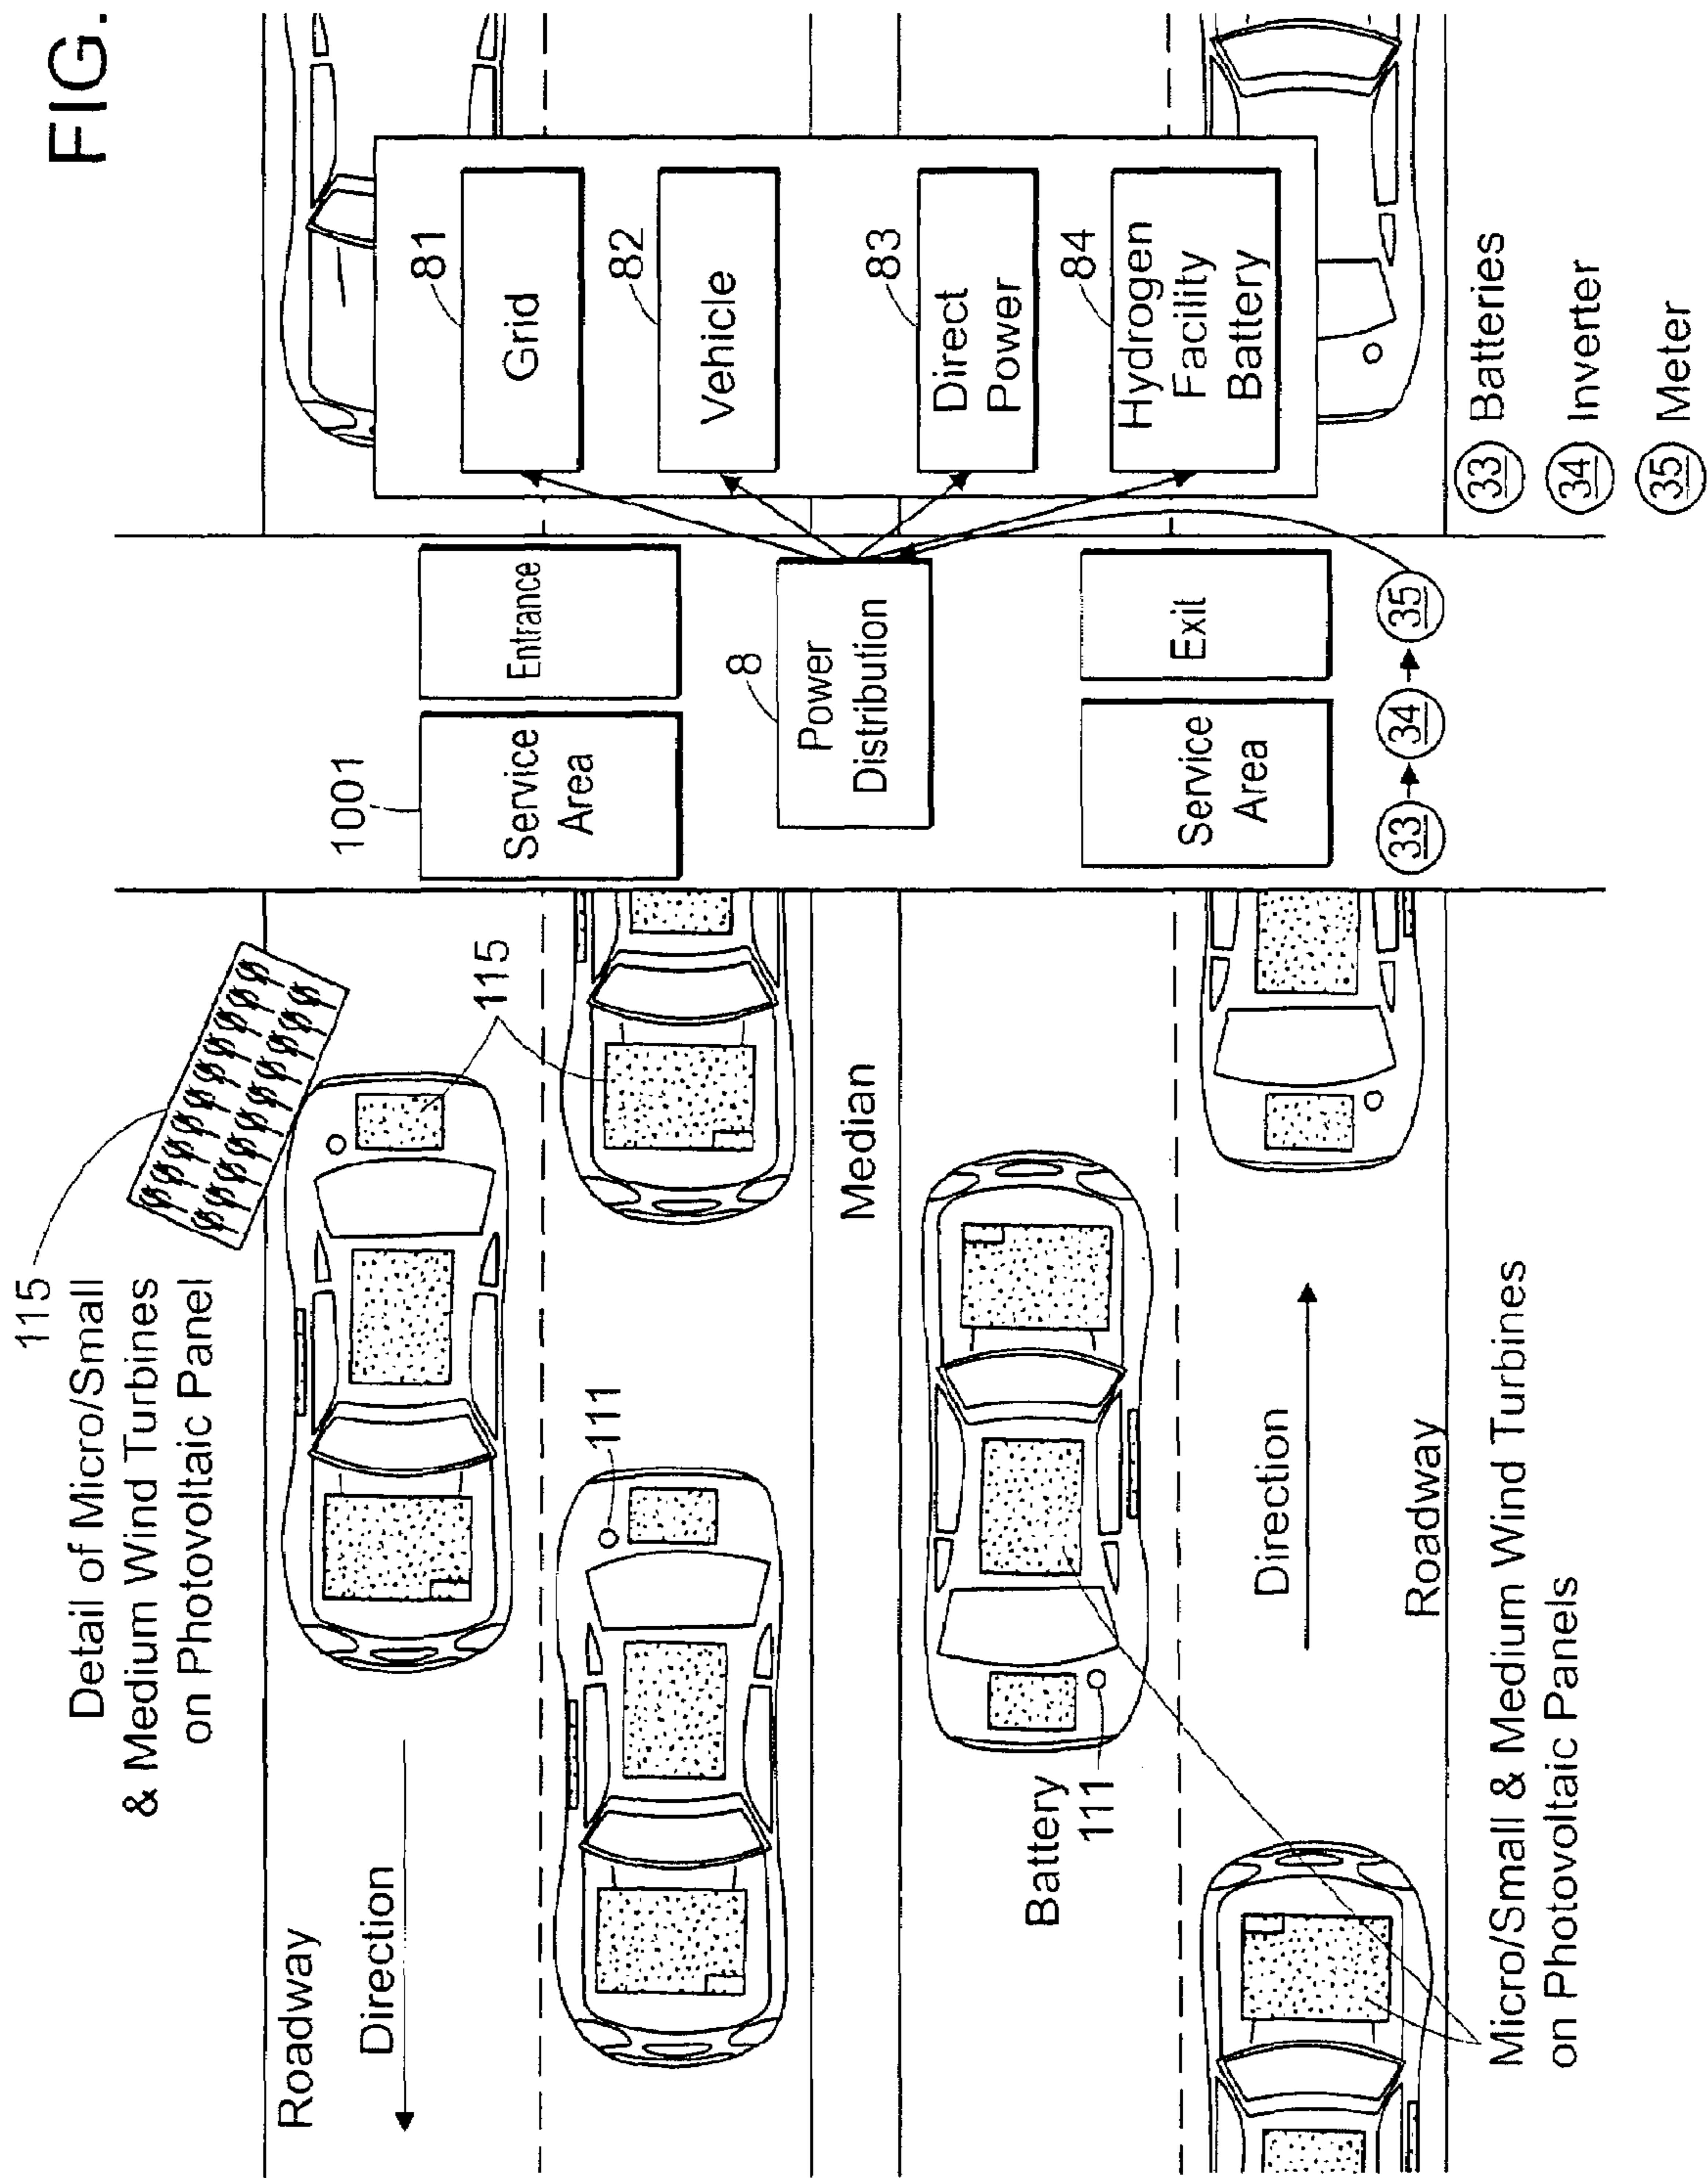 FIG.
115
Detail of Micro/Small
& Medium Wind Turbines
on Photovoltaic Panel
Roadway
Direction
115
111
1001
Service
Area
Entrance
81
Grid
82
Vehicle
8
Power
Distribution
83
Direct
Power
84
Hydrogen
Facility
Battery
Median
Battery
111
Service
Area
Exit
Direction
Roadway
33
34
35
33 Batteries
34 Inverter
35 Meter
Micro/Small & Medium Wind Turbines
on Photovoltaic Panels